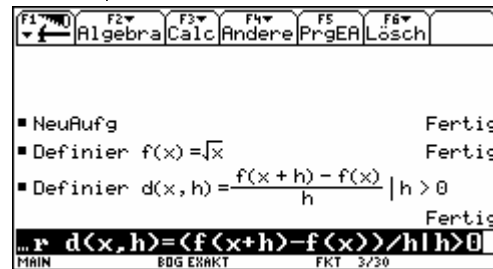 F1 F2 F3 F4 F5 F6
Algebra Calc Andere PrgEA Lösch
▪ NeuAufg Fertig
▪ Definier f(x) = √x Fertig
▪ Definier d(x, h) = (f(x + h) - f(x))/h | h > 0
Fertig
…r d(x,h)=(f(x+h)-f(x))/h|h>0
MAIN BOG EXAKT FKT 3/30